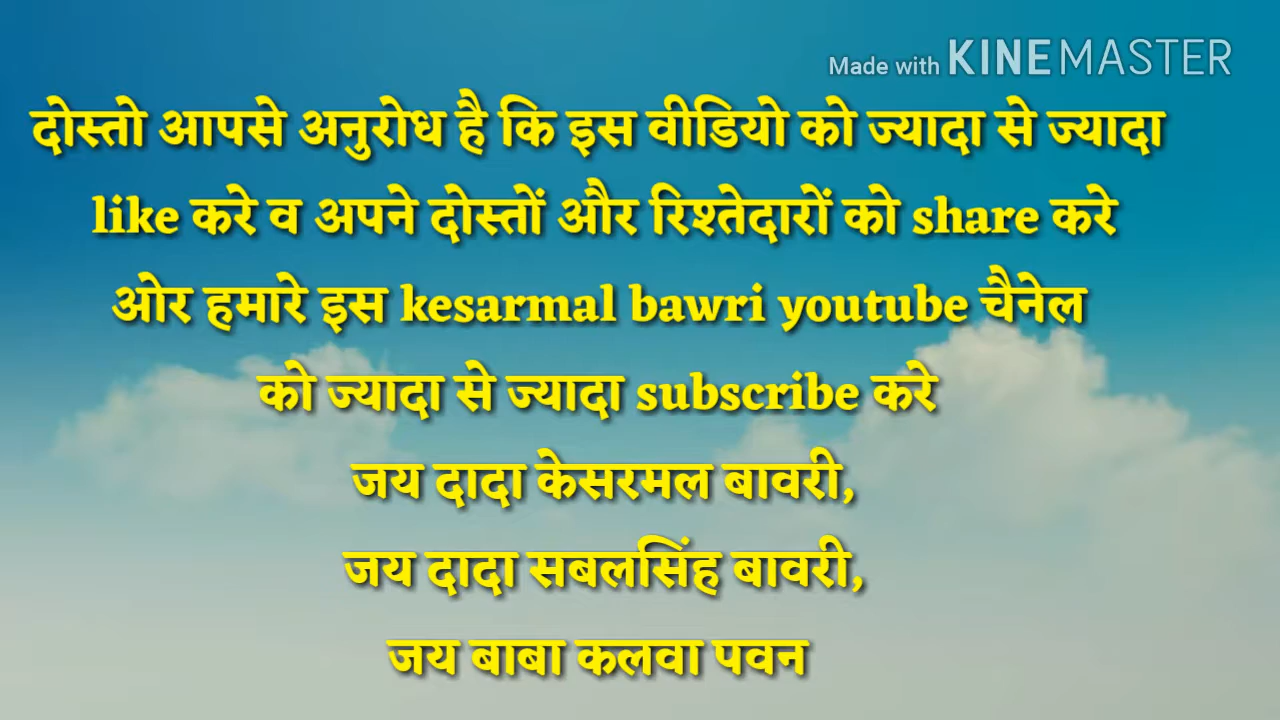 Made with KINEMASTER
दोस्तो आपसे अनुरोध है कि इस वीडियो को ज्यादा से ज्यादा
like करे व अपने दोस्तों और रिश्तेदारों को share करे
ओर हमारे इस kesarmal bawri youtube चैनेल
को ज्यादा से ज्यादा subscribe करे
जय दादा केसरमल बावरी,
जय दादा सबलसिंह बावरी,
जय बाबा कलवा पवन